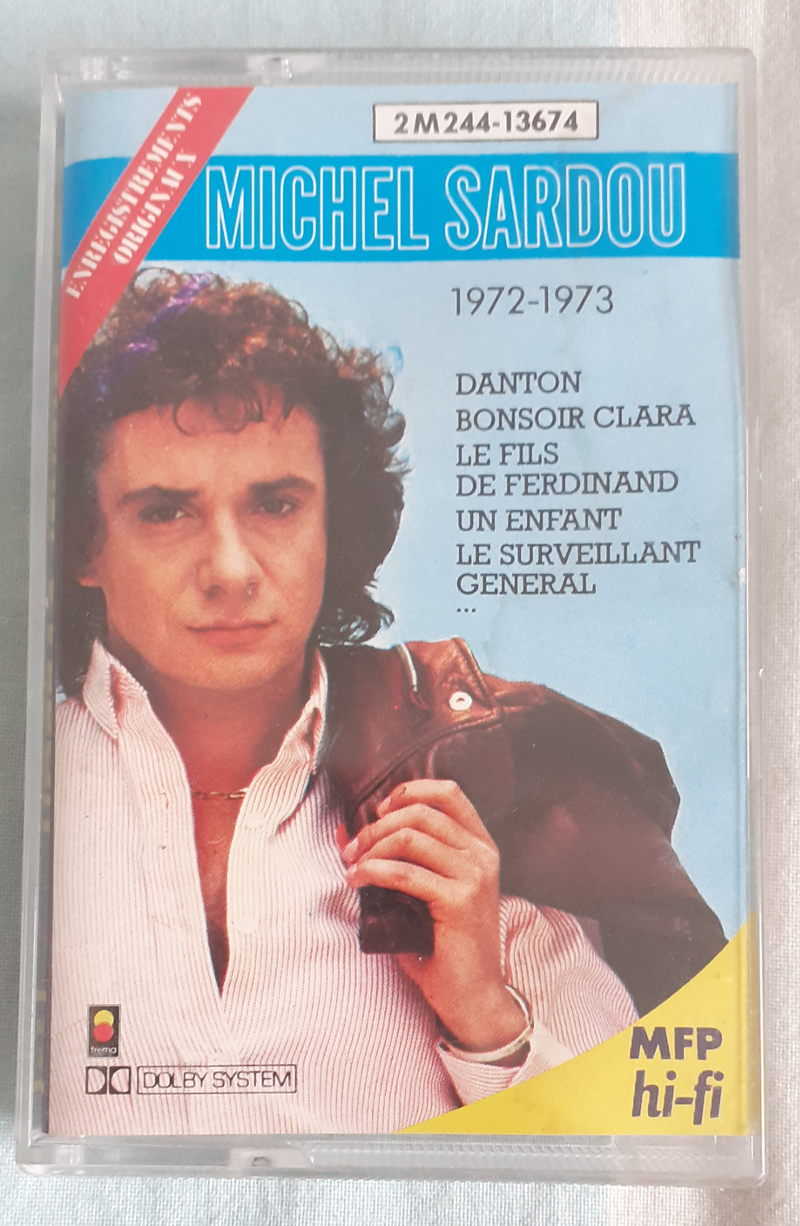 ENREGISTREMENTS
ORIGINAUX
2M244-13674
MICHEL SARDOU
1972-1973
DANTON
BONSOIR CLARA
LE FILS
DE FERDINAND
UN ENFANT
LE SURVEILLANT
GENERAL
...
trema
DOLBY SYSTEM
MFP
hi-fi